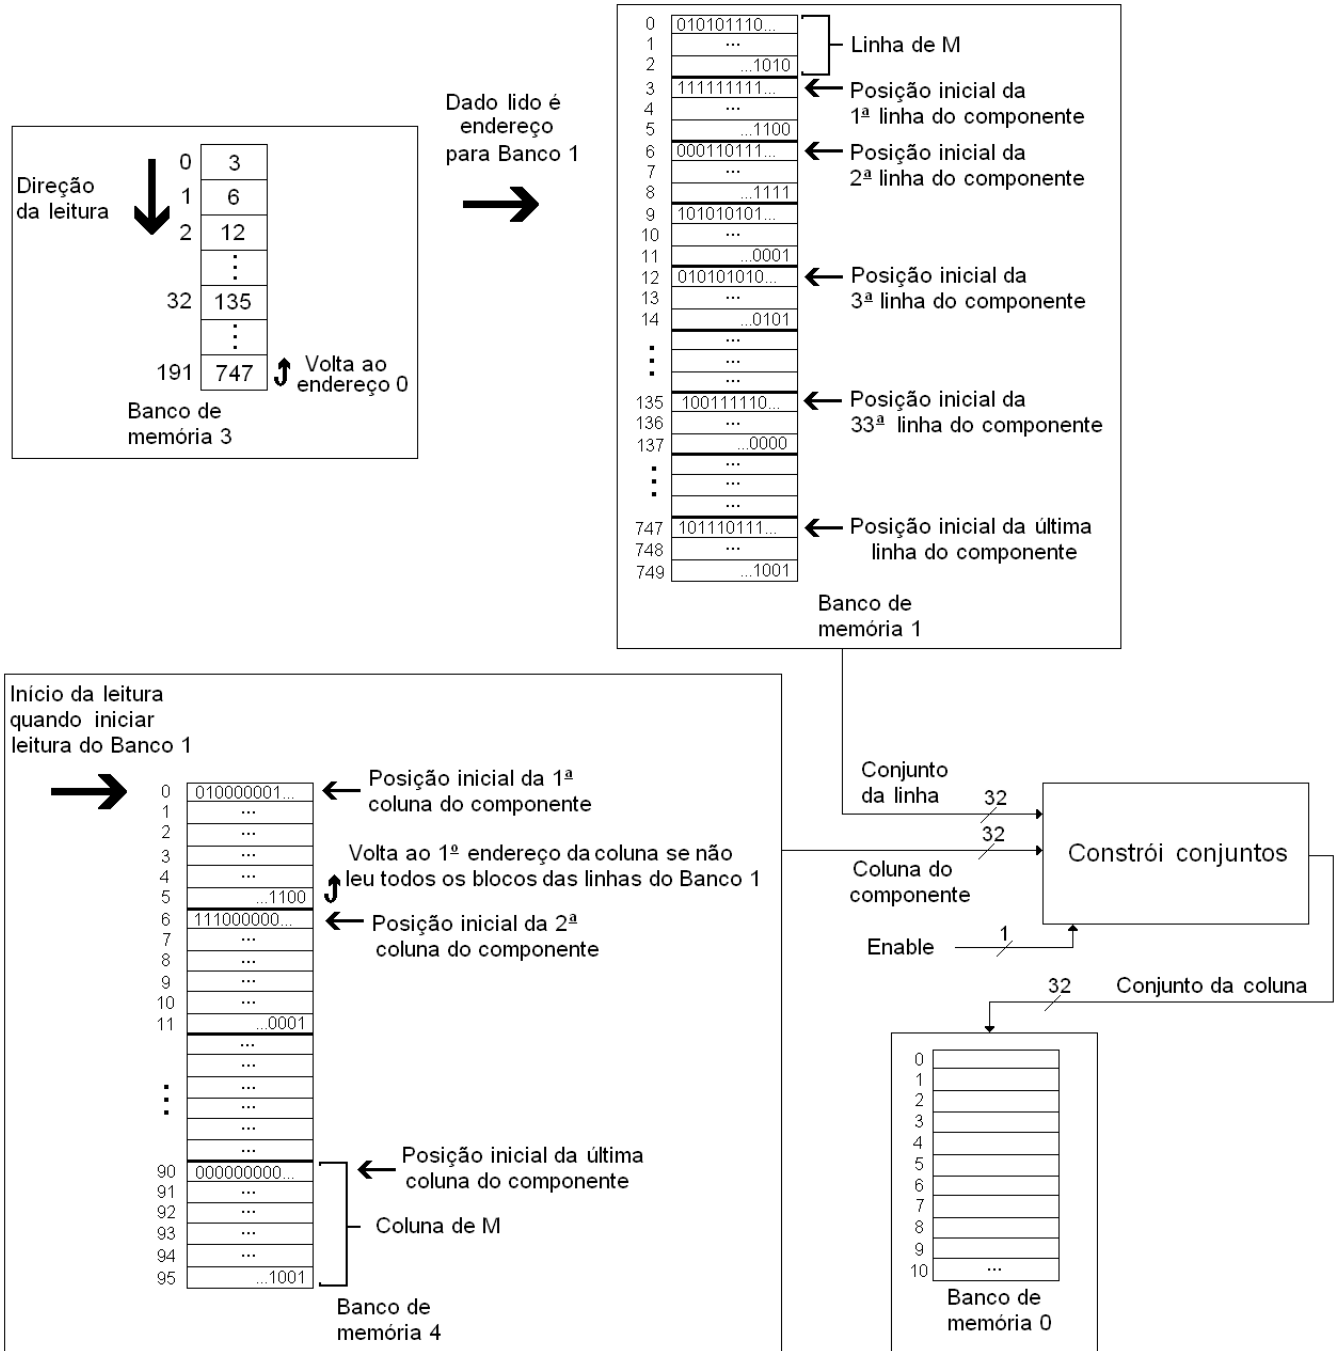 Direção
da leitura
0 3
1 6
2 12
⋮
32 135
⋮
191 747
Volta ao
endereço 0
Banco de
memória 3
Dado lido é
endereço
para Banco 1
0 010101110...
1 ...
2 ...1010
Linha de M
3 111111111...
4 ...
5 ...1100
Posição inicial da
1ª linha do componente
6 000110111...
7 ...
8 ...1111
Posição inicial da
2ª linha do componente
9 101010101...
10 ...
11 ...0001
12 010101010...
13 ...
14 ...0101
Posição inicial da
3ª linha do componente
...
⋮ ...
...
135 100111110...
136 ...
137 ...0000
Posição inicial da
33ª linha do componente
...
⋮ ...
...
747 101110111...
748 ...
749 ...1001
Posição inicial da última
linha do componente
Banco de
memória 1
Início da leitura
quando iniciar
leitura do Banco 1
0 010000001...
1 ...
2 ...
3 ...
4 ...
5 ...1100
Posição inicial da 1ª
coluna do componente
Volta ao 1º endereço da coluna se não
leu todos os blocos das linhas do Banco 1
6 111000000...
7 ...
8 ...
9 ...
10 ...
11 ...0001
Posição inicial da 2ª
coluna do componente
...
...
⋮ ...
...
...
...
90 000000000...
91 ...
92 ...
93 ...
94 ...
95 ...1001
Posição inicial da última
coluna do componente
Coluna de M
Banco de
memória 4
Conjunto
da linha
32
32
Coluna do
componente
Enable
1
Constrói conjuntos
32
Conjunto da coluna
0
1
2
3
4
5
6
7
8
9
10 ...
Banco de
memória 0